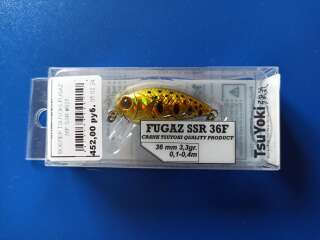 452,00 руб.
FUGAZ SSR 36F
CRANK TSUYOKI QUALITY PRODUCT
36 mm 3,3gr.
0,1-0,4m
TsuYoki